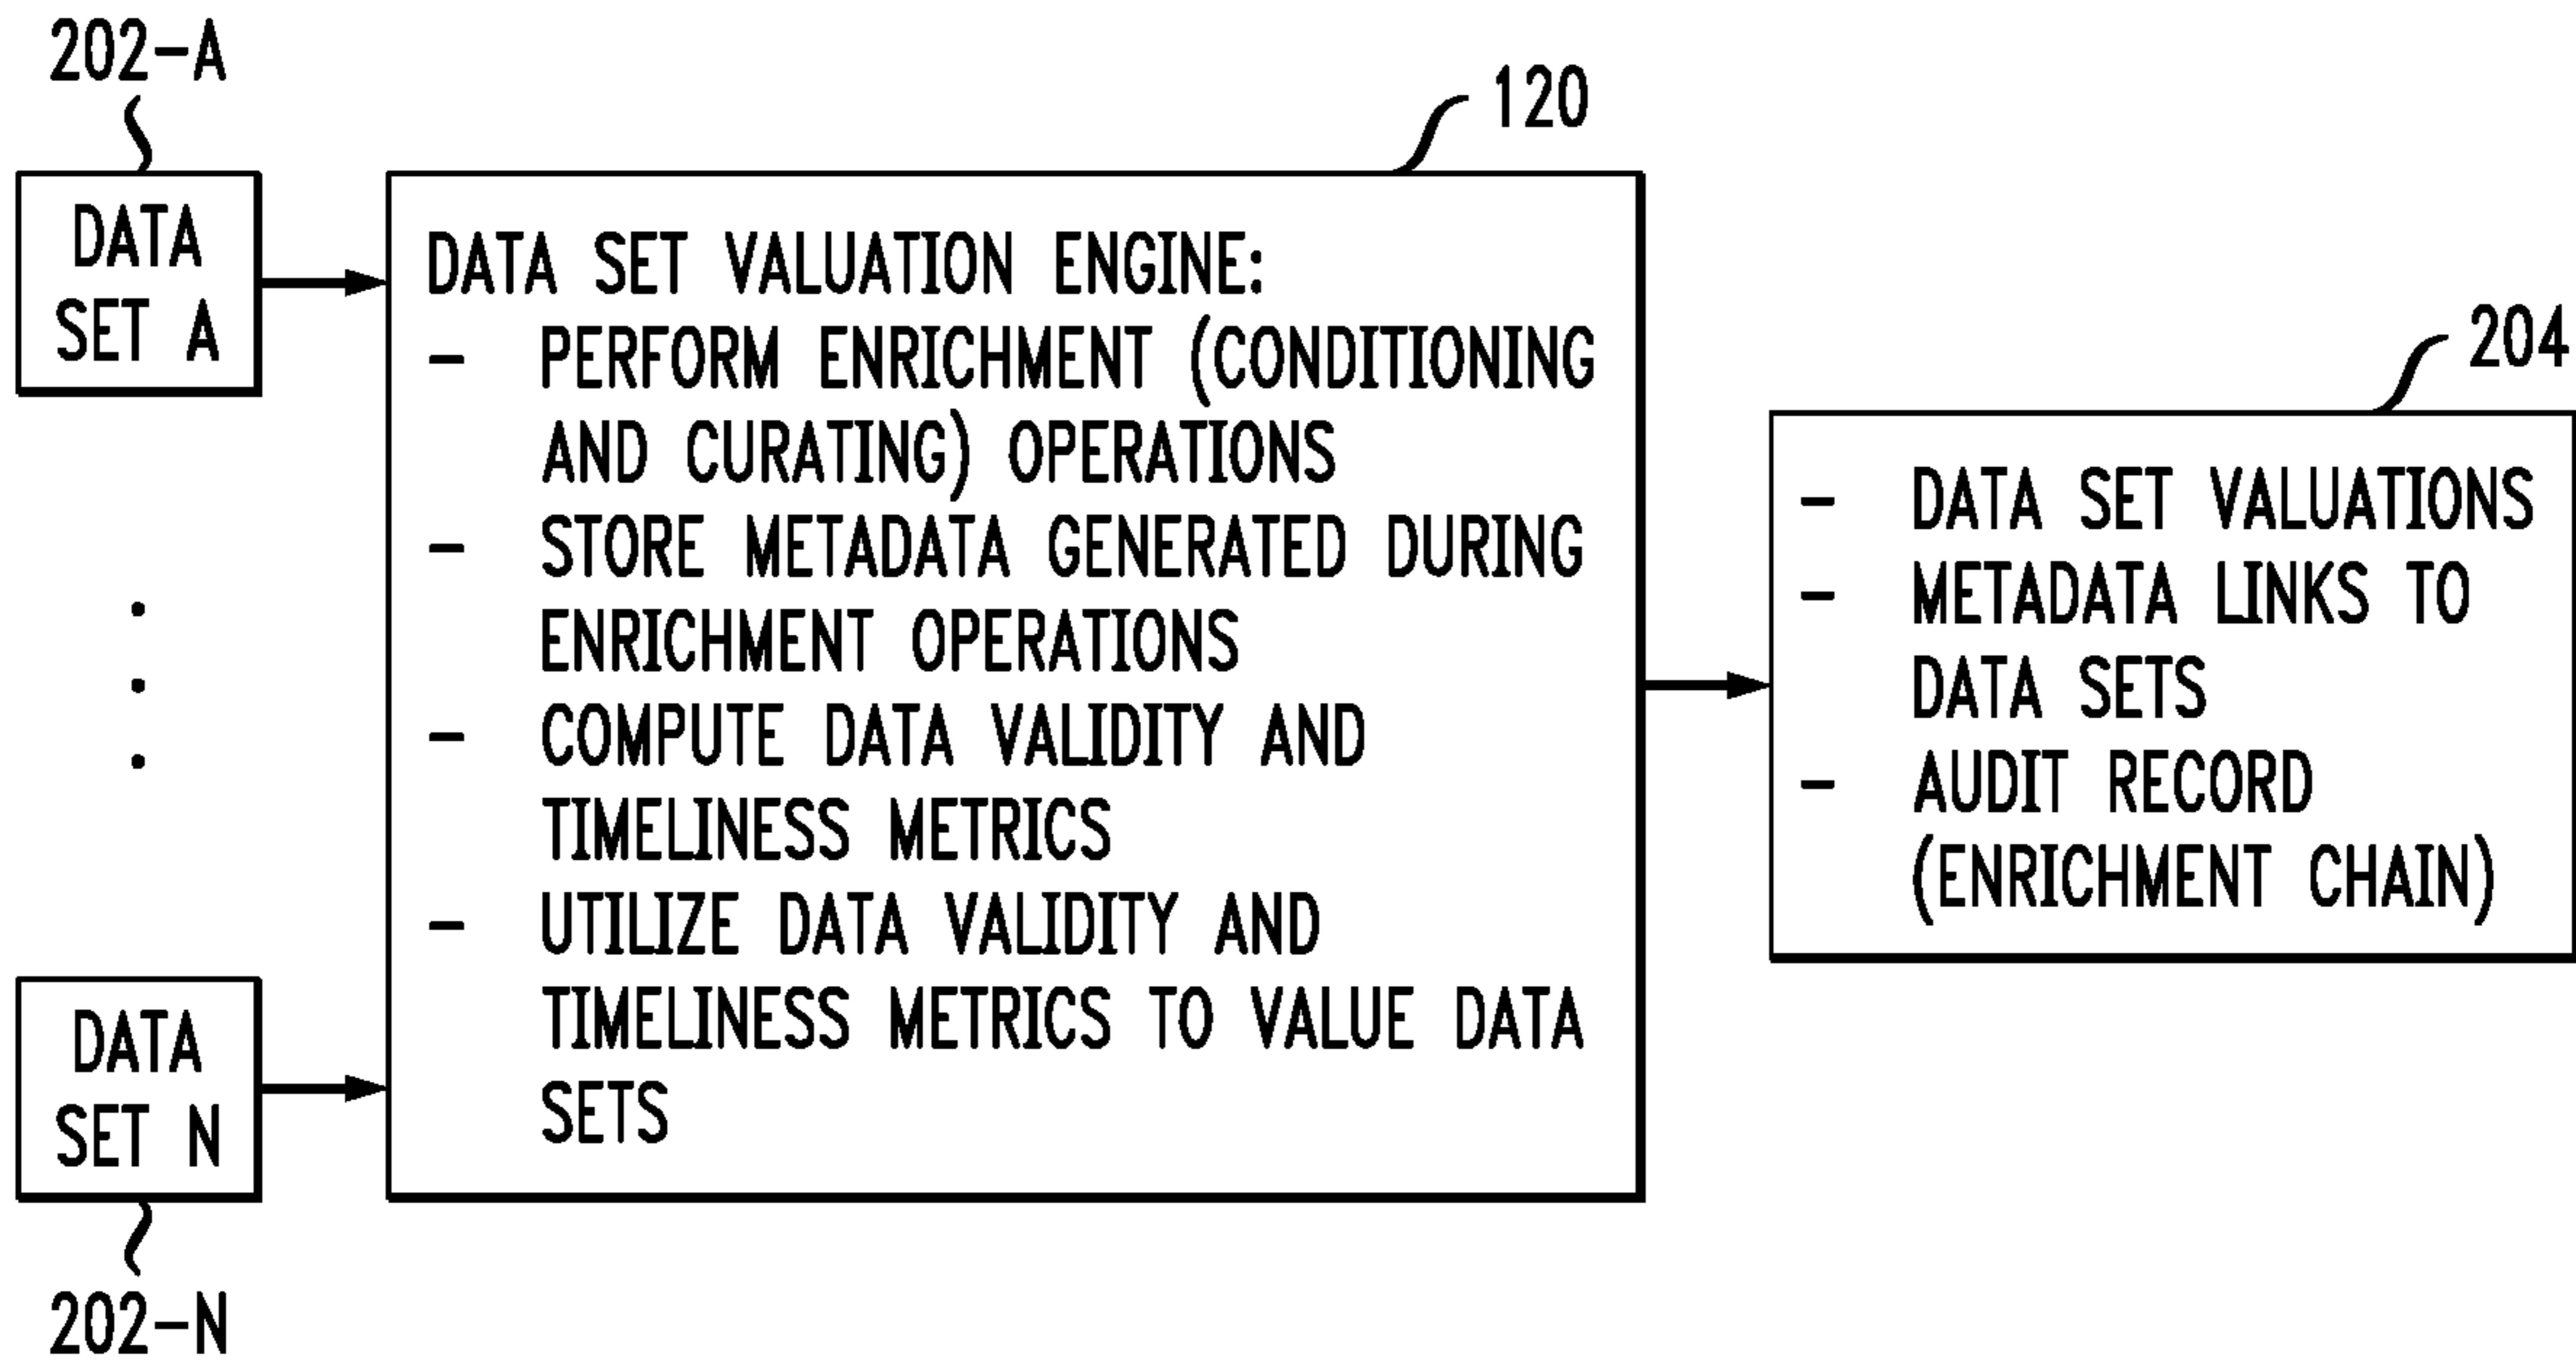 202-A
DATA
SET A
202-N
DATA
SET N
120
DATA SET VALUATION ENGINE:
- PERFORM ENRICHMENT (CONDITIONING
AND CURATING) OPERATIONS
- STORE METADATA GENERATED DURING
ENRICHMENT OPERATIONS
- COMPUTE DATA VALIDITY AND
TIMELINESS METRICS
- UTILIZE DATA VALIDITY AND
TIMELINESS METRICS TO VALUE DATA
SETS
204
- DATA SET VALUATIONS
- METADATA LINKS TO
DATA SETS
- AUDIT RECORD
(ENRICHMENT CHAIN)